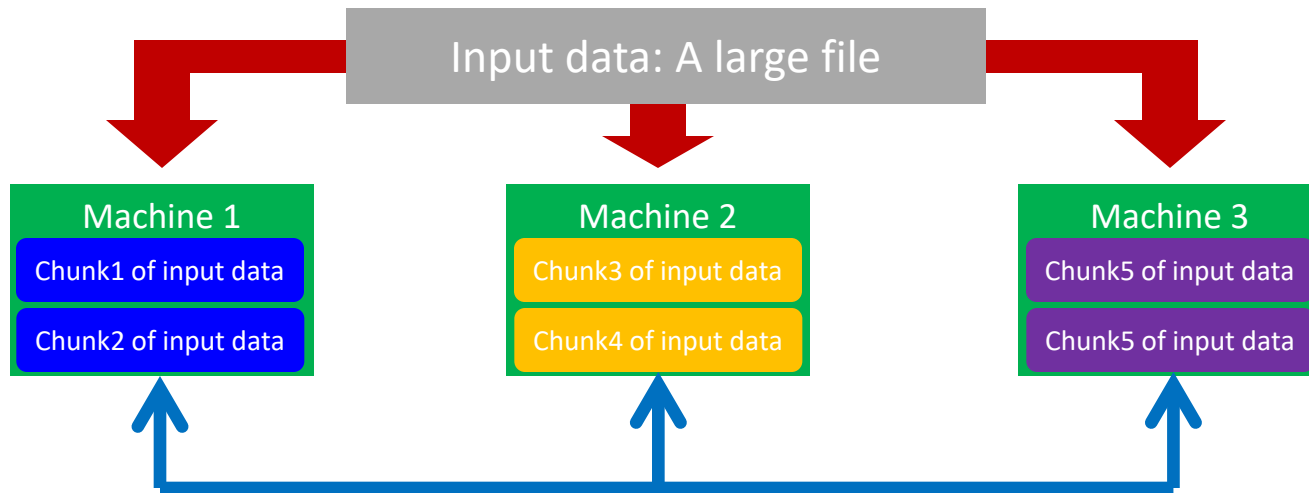 Input data: A large file
Machine 1
Chunk1 of input data
Chunk2 of input data
Machine 2
Chunk3 of input data
Chunk4 of input data
Machine 3
Chunk5 of input data
Chunk5 of input data